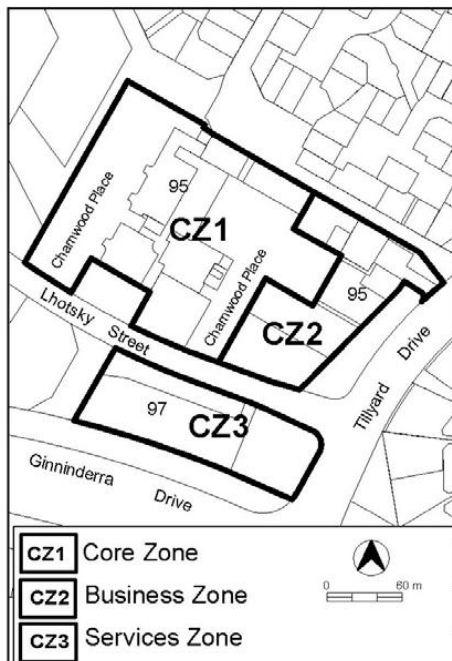 95
CZ1
Charnwood Place
Charnwood Place
95
CZ2
Lhotsky Street
Tillyard Drive
97
CZ3
Ginninderra Drive
CZ1 Core Zone
CZ2 Business Zone
CZ3 Services Zone
0 60 m